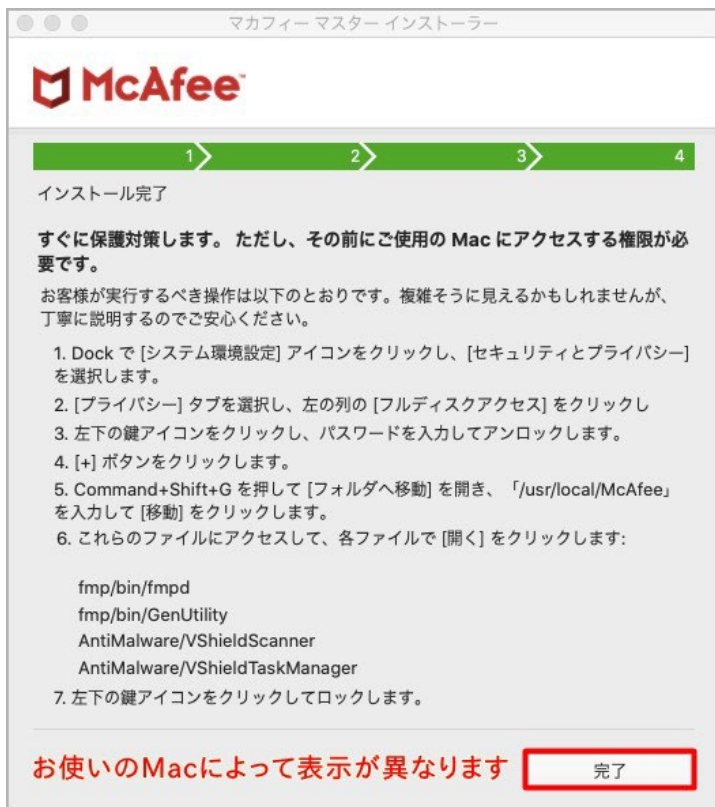 マカフィー マスター インストーラー
McAfee
1 2 3 4
インストール完了
すぐに保護対策します。 ただし、その前にご使用の Mac にアクセスする権限が必
要です。
お客様が実行するべき操作は以下のとおりです。複雑そうに見えるかもしれませんが、
丁寧に説明するのでご安心ください。
1. Dock で [システム環境設定] アイコンをクリックし、[セキュリティとプライバシー]
を選択します。
2. [プライバシー] タブを選択し、左の列の [フルディスクアクセス] をクリックし
3. 左下の鍵アイコンをクリックし、パスワードを入力してアンロックします。
4. [+] ボタンをクリックします。
5. Command+Shift+G を押して [フォルダへ移動] を開き、「/usr/local/McAfee」
を入力して [移動] をクリックします。
6. これらのファイルにアクセスして、各ファイルで [開く] をクリックします:
fmp/bin/fmpd
fmp/bin/GenUtility
AntiMalware/VShieldScanner
AntiMalware/VShieldTaskManager
7. 左下の鍵アイコンをクリックしてロックします。
お使いのMacによって表示が異なります 完了